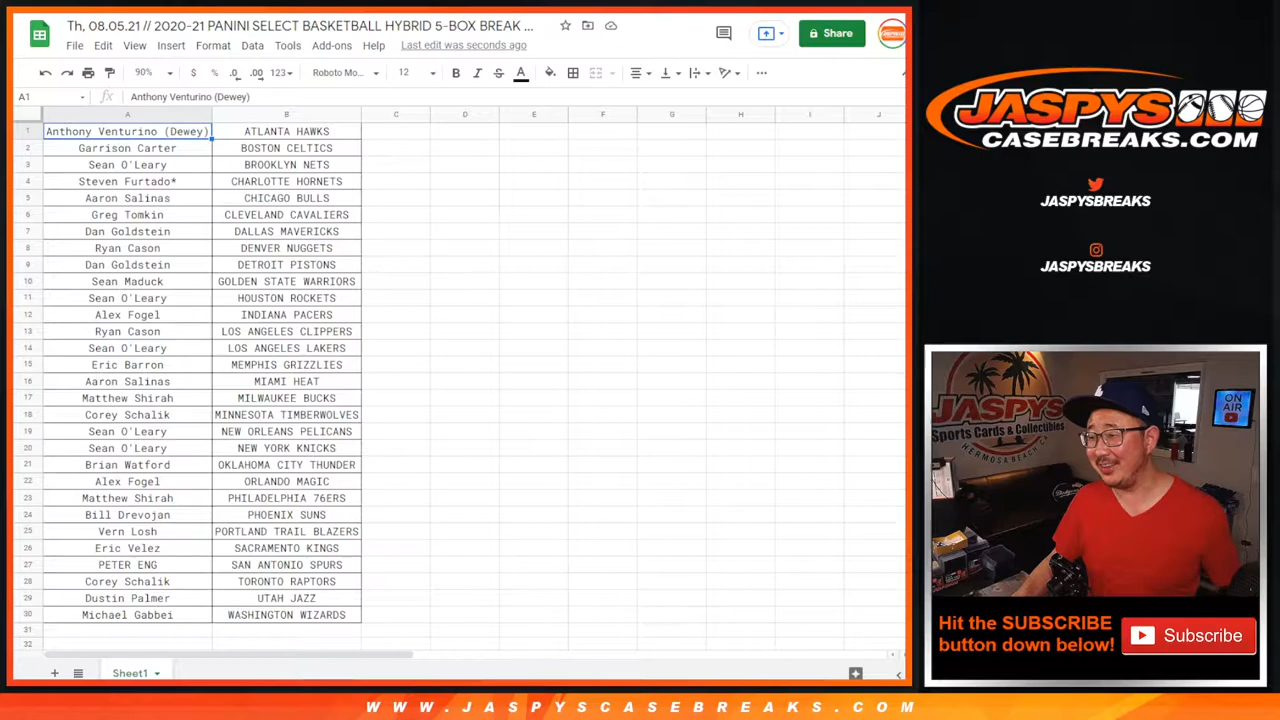 Th, 08.05.21 // 2020-21 PANINI SELECT BASKETBALL HYBRID 5-BOX BREAK ...
File Edit View Insert Format Data Tools Add-ons Help Last edit was seconds ago
Share
90% $ % .0 .00 123 Roboto Mo... 12 B I S A
A1 fx Anthony Venturino (Dewey)
A B C D E F G H I J
1 Anthony Venturino (Dewey) ATLANTA HAWKS
2 Garrison Carter BOSTON CELTICS
3 Sean O'Leary BROOKLYN NETS
4 Steven Furtado* CHARLOTTE HORNETS
5 Aaron Salinas CHICAGO BULLS
6 Greg Tomkin CLEVELAND CAVALIERS
7 Dan Goldstein DALLAS MAVERICKS
8 Ryan Cason DENVER NUGGETS
9 Dan Goldstein DETROIT PISTONS
10 Sean Maduck GOLDEN STATE WARRIORS
11 Sean O'Leary HOUSTON ROCKETS
12 Alex Fogel INDIANA PACERS
13 Ryan Cason LOS ANGELES CLIPPERS
14 Sean O'Leary LOS ANGELES LAKERS
15 Eric Barron MEMPHIS GRIZZLIES
16 Aaron Salinas MIAMI HEAT
17 Matthew Shirah MILWAUKEE BUCKS
18 Corey Schalik MINNESOTA TIMBERWOLVES
19 Sean O'Leary NEW ORLEANS PELICANS
20 Sean O'Leary NEW YORK KNICKS
21 Brian Watford OKLAHOMA CITY THUNDER
22 Alex Fogel ORLANDO MAGIC
23 Matthew Shirah PHILADELPHIA 76ERS
24 Bill Drevojan PHOENIX SUNS
25 Vern Losh PORTLAND TRAIL BLAZERS
26 Eric Velez SACRAMENTO KINGS
27 PETER ENG SAN ANTONIO SPURS
28 Corey Schalik TORONTO RAPTORS
29 Dustin Palmer UTAH JAZZ
30 Michael Gabbei WASHINGTON WIZARDS
31
32
Sheet1
JASPYS
CASEBREAKS.COM
JASPYSBREAKS
JASPYSBREAKS
JASPYS
Sports Cards & Collectibles
HERMOSA BEACH CA
ON AIR
Hit the SUBSCRIBE
button down below!
Subscribe
WWW.JASPYSCASEBREAKS.COM